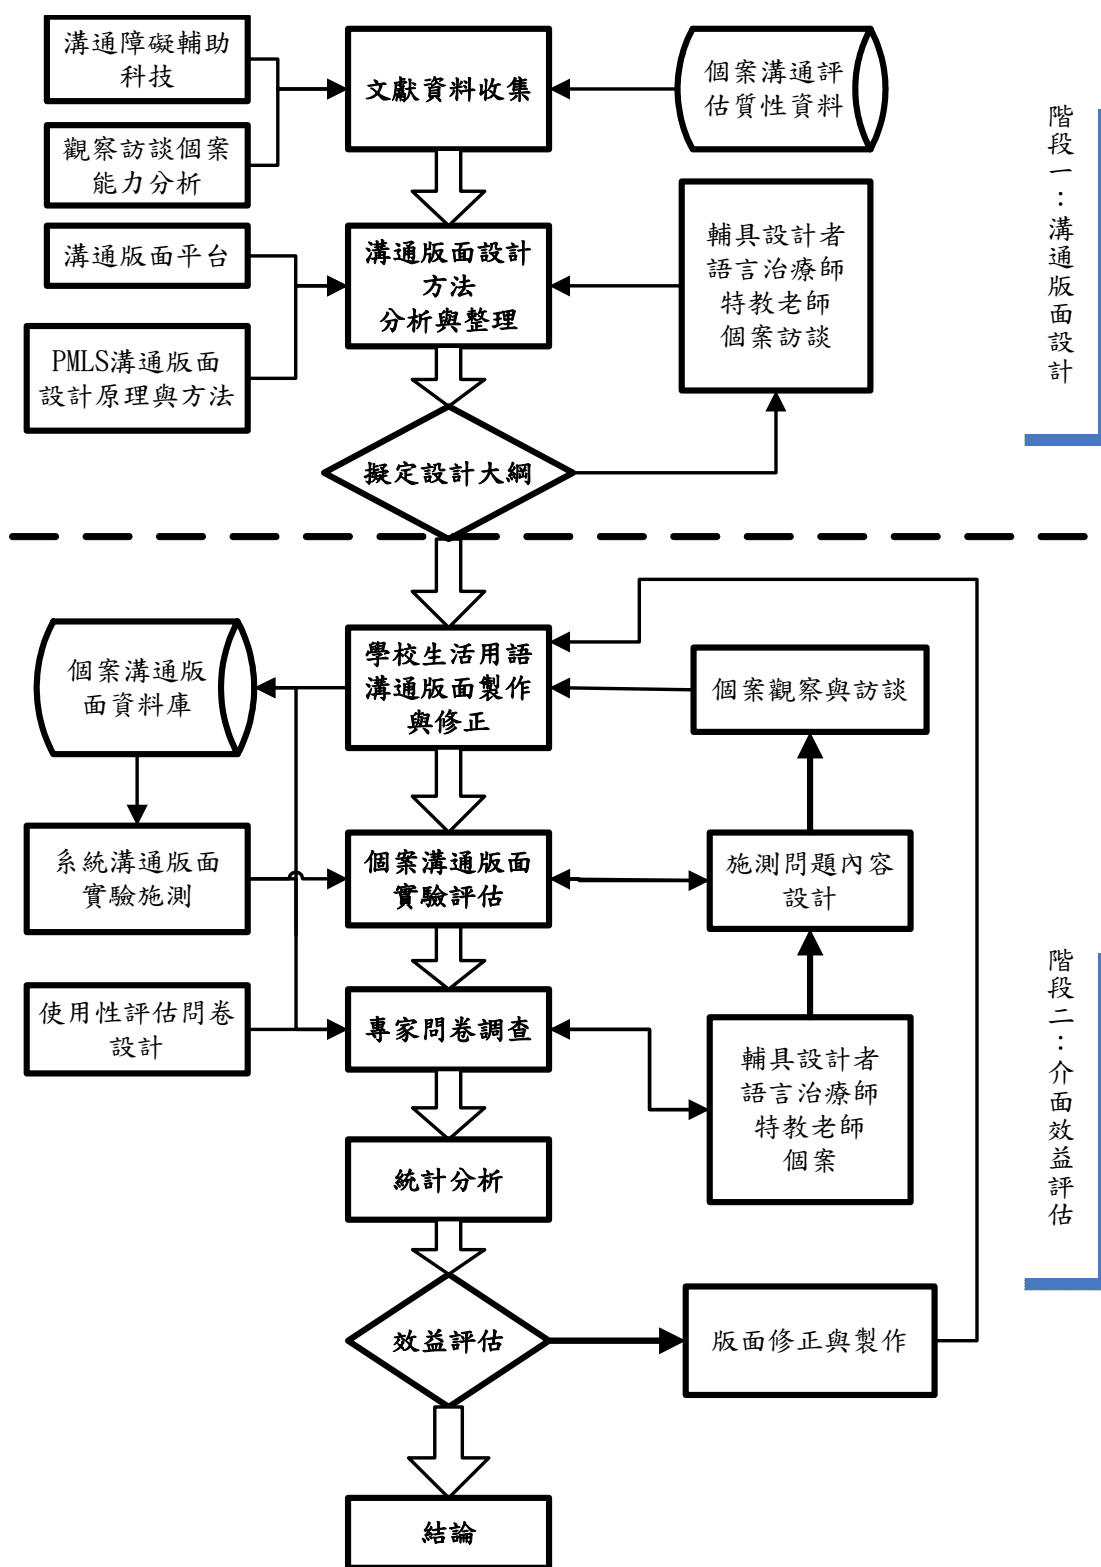 溝通障礙輔助
科技
文獻資料收集
個案溝通評
估質性資料
觀察訪談個案
能力分析
溝通版面平台
溝通版面設計
方法
分析與整理
輔具設計者
語言治療師
特教老師
個案訪談
PMLS溝通版面
設計原理與方法
擬定設計大綱
階段一：溝通版面設計
個案溝通版
面資料庫
學校生活用語
溝通版面製作
與修正
個案觀察與訪談
系統溝通版面
實驗施測
個案溝通版面
實驗評估
施測問題內容
設計
使用性評估問卷
設計
專家問卷調查
輔具設計者
語言治療師
特教老師
個案
階段二：介面效益評估
統計分析
效益評估
版面修正與製作
結論